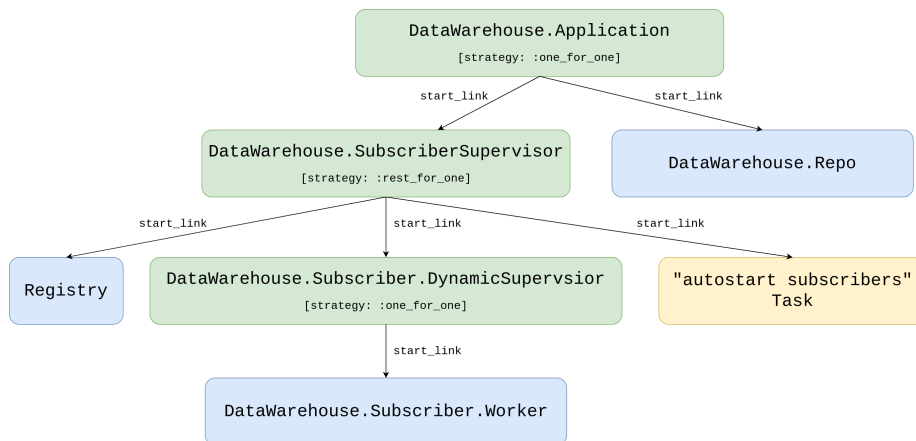 DataWarehouse.Application
[strategy: :one_for_one]
start_link
start_link
DataWarehouse.SubscriberSupervisor
[strategy: :rest_for_one]
DataWarehouse.Repo
start_link
start_link
start_link
Registry
DataWarehouse.Subscriber.DynamicSupervsior
[strategy: :one_for_one]
"autostart subscribers"
Task
start_link
DataWarehouse.Subscriber.Worker